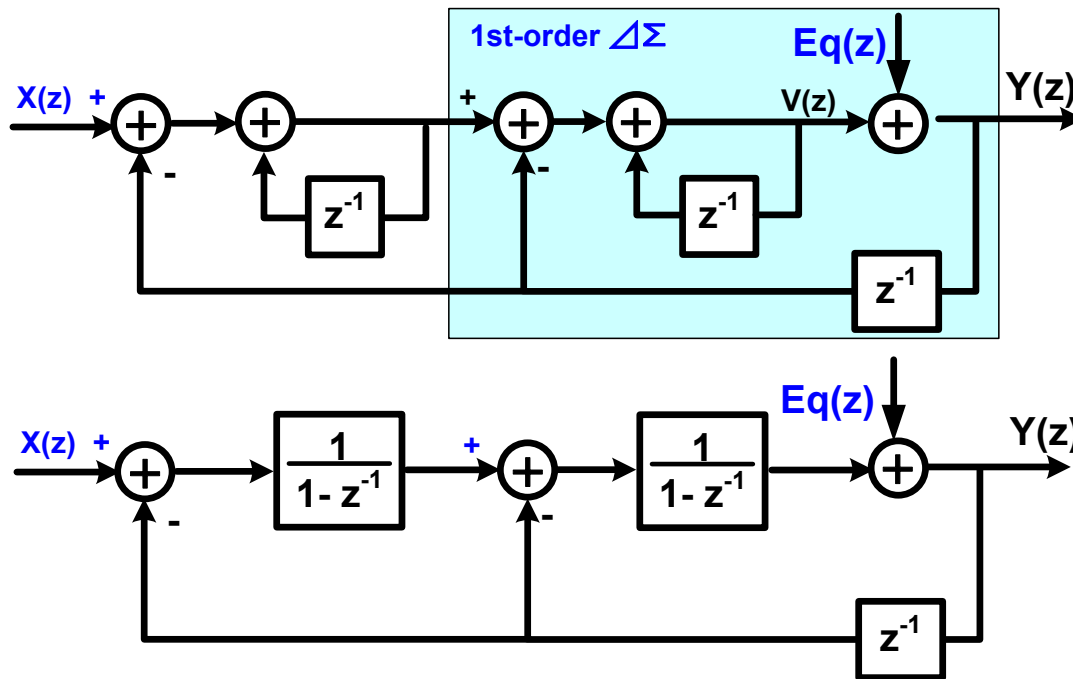 1st-order ⊿Σ
Eq(z)
X(z) +
+
V(z)
Y(z)
-
-
z⁻¹
z⁻¹
z⁻¹
Eq(z)
X(z) +
1
1- z⁻¹
+
1
1- z⁻¹
Y(z)
-
-
z⁻¹